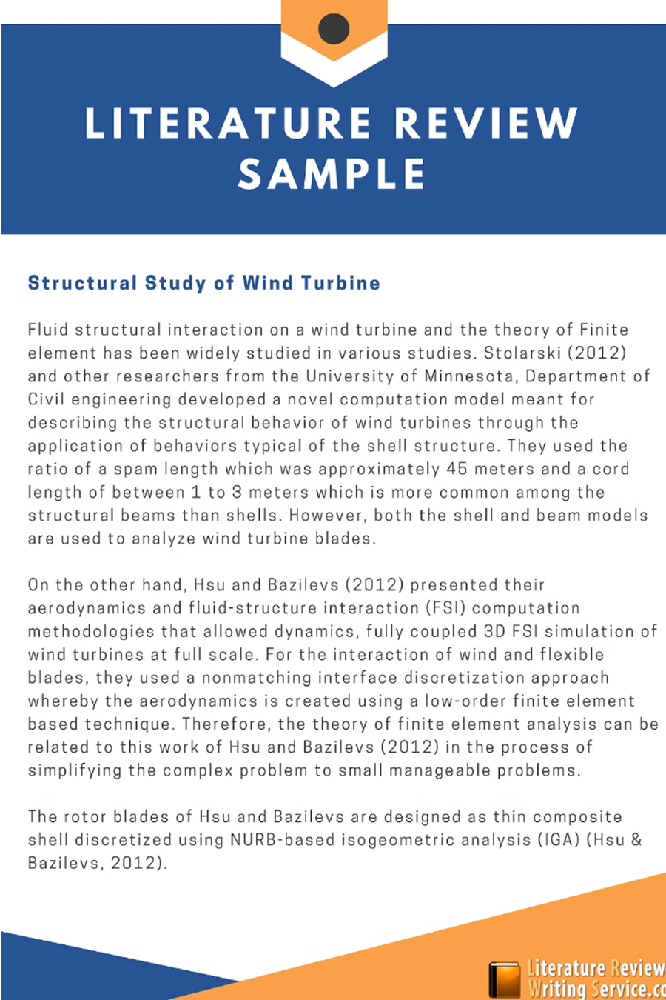 LITERATURE REVIEW
SAMPLE
Structural Study of Wind Turbine
Fluid structural interaction on a wind turbine and the theory of Finite
element has been widely studied in various studies. Stolarski (2012)
and other researchers from the University of Minnesota, Department of
Civil engineering developed a novel computation model meant for
describing the structural behavior of wind turbines through the
application of behaviors typical of the shell structure. They used the
ratio of a spam length which was approximately 45 meters and a cord
length of between 1 to 3 meters which is more common among the
structural beams than shells. However, both the shell and beam models
are used to analyze wind turbine blades.
On the other hand, Hsu and Bazilevs (2012) presented their
aerodynamics and fluid-structure interaction (FSI) computation
methodologies that allowed dynamics, fully coupled 3D FSI simulation of
wind turbines at full scale. For the interaction of wind and flexible
blades, they used a nonmatching interface discretization approach
whereby the aerodynamics is created using a low-order finite element
based technique. Therefore, the theory of finite element analysis can be
related to this work of Hsu and Bazilevs (2012) in the process of
simplifying the complex problem to small manageable problems.
The rotor blades of Hsu and Bazilevs are designed as thin composite
shell discretized using NURB-based isogeometric analysis (IGA) (Hsu &
Bazilevs, 2012).
Literature Review
Writing Service.co